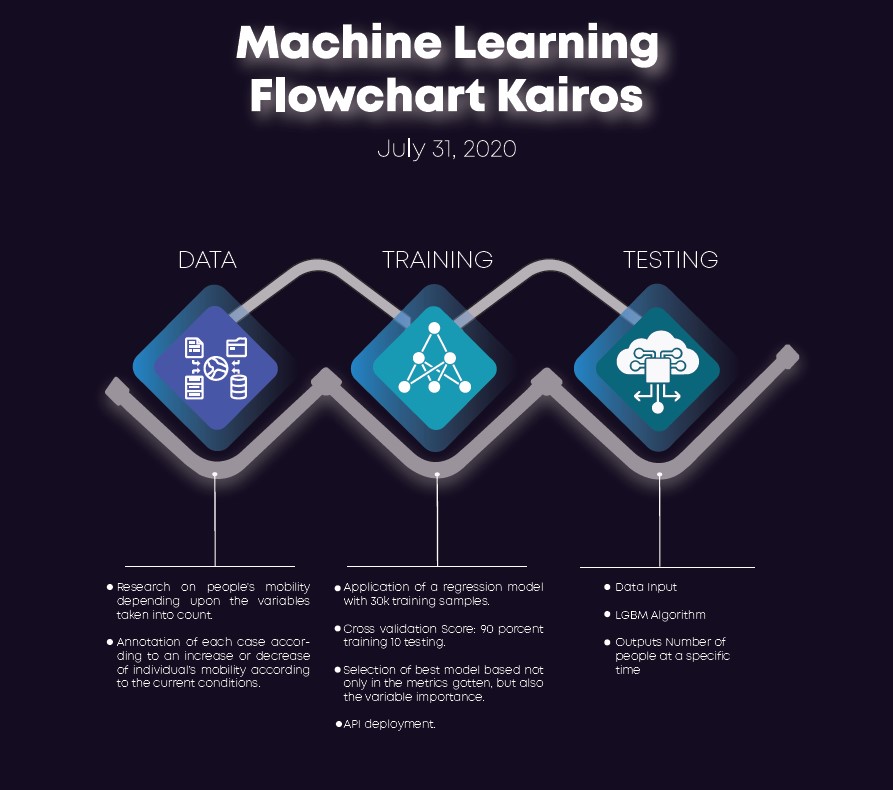 Machine Learning
Flowchart Kairos
July 31, 2020
DATA
TRAINING
TESTING
Research on people's mobility
depending upon the variables
taken into count.
Annotation of each case accor-
ding to an increase or decrease
of individual's mobility according
to the current conditions.
Application of a regression model
with 30k training samples.
Cross validation Score: 90 porcent
training 10 testing.
Selection of best model based not
only in the metrics gotten, but also
the variable importance.
API deployment.
Data Input
LGBM Algorithm
Outputs Number of
people at a specific
time